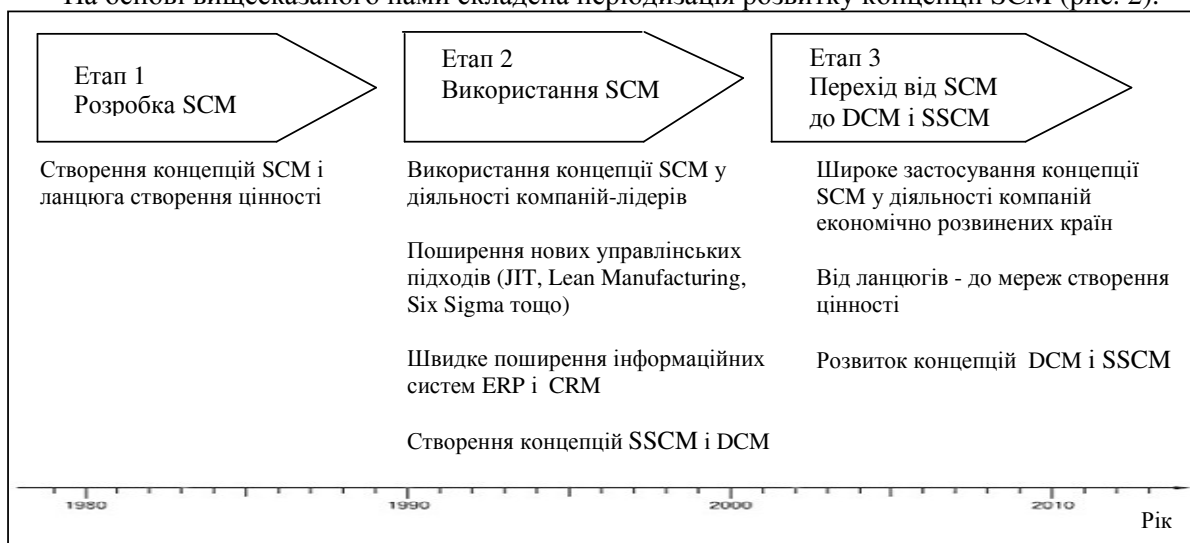 На основі вищесказаного нами складена періодизація розвитку концепції SCM (рис. 2).
Етап 1
Розробка SCM
Етап 2
Використання SCM
Етап 3
Перехід від SCM
до DCM і SSCM
Створення концепцій SCM і
ланцюга створення цінності
Використання концепції SCM у
діяльності компаній-лідерів
Поширення нових управлінських
підходів (JIT, Lean Manufacturing,
Six Sigma тощо)
Швидке поширення інформаційних
систем ERP і CRM
Створення концепцій SSCM і DCM
Широке застосування концепції
SCM у діяльності компаній
економічно розвинених країн
Від ланцюгів - до мереж створення
цінності
Розвиток концепцій DCM і SSCM
1980
1990
2000
2010
Рік